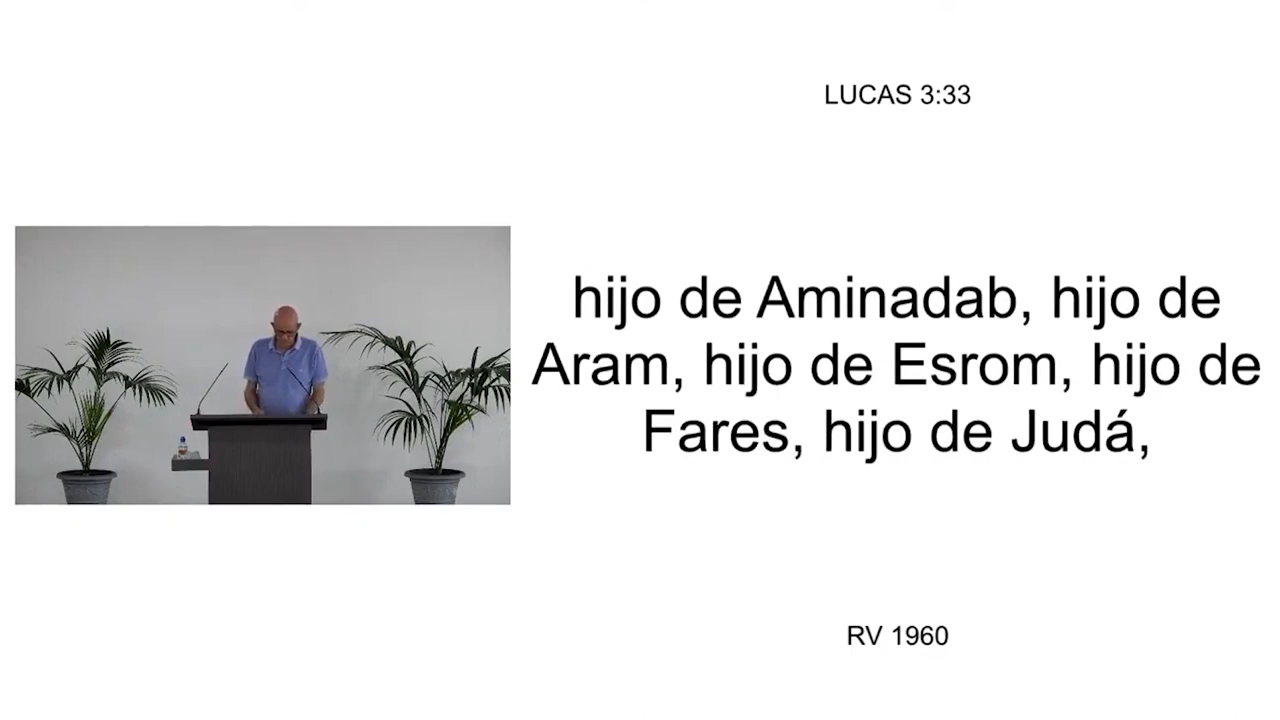 LUCAS 3:33
hijo de Aminadab, hijo de
Aram, hijo de Esrom, hijo de
Fares, hijo de Judá,
RV 1960